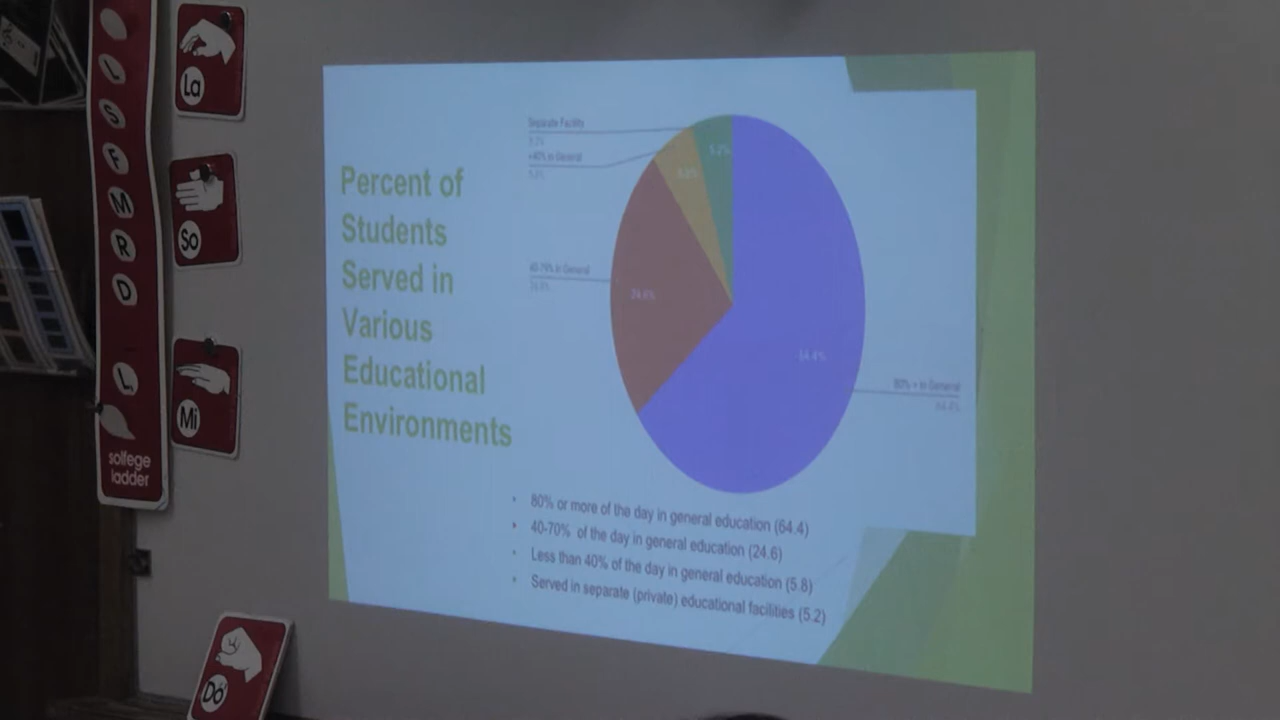 L
S
F
M
R
D
L
solfege
ladder
La
So
Mi
Do
Percent of
Students
Served in
Various
Educational
Environments
Separate Facility
5.2%
<40% in General
5.8%
40-79% in General
5.2%
5.8%
24.6%
64.4%
80% + in General
64.4%
• 80% or more of the day in general education (64.4)
• 40-70% of the day in general education (24.6)
• Less than 40% of the day in general education (5.8)
• Served in separate (private) educational facilities (5.2)